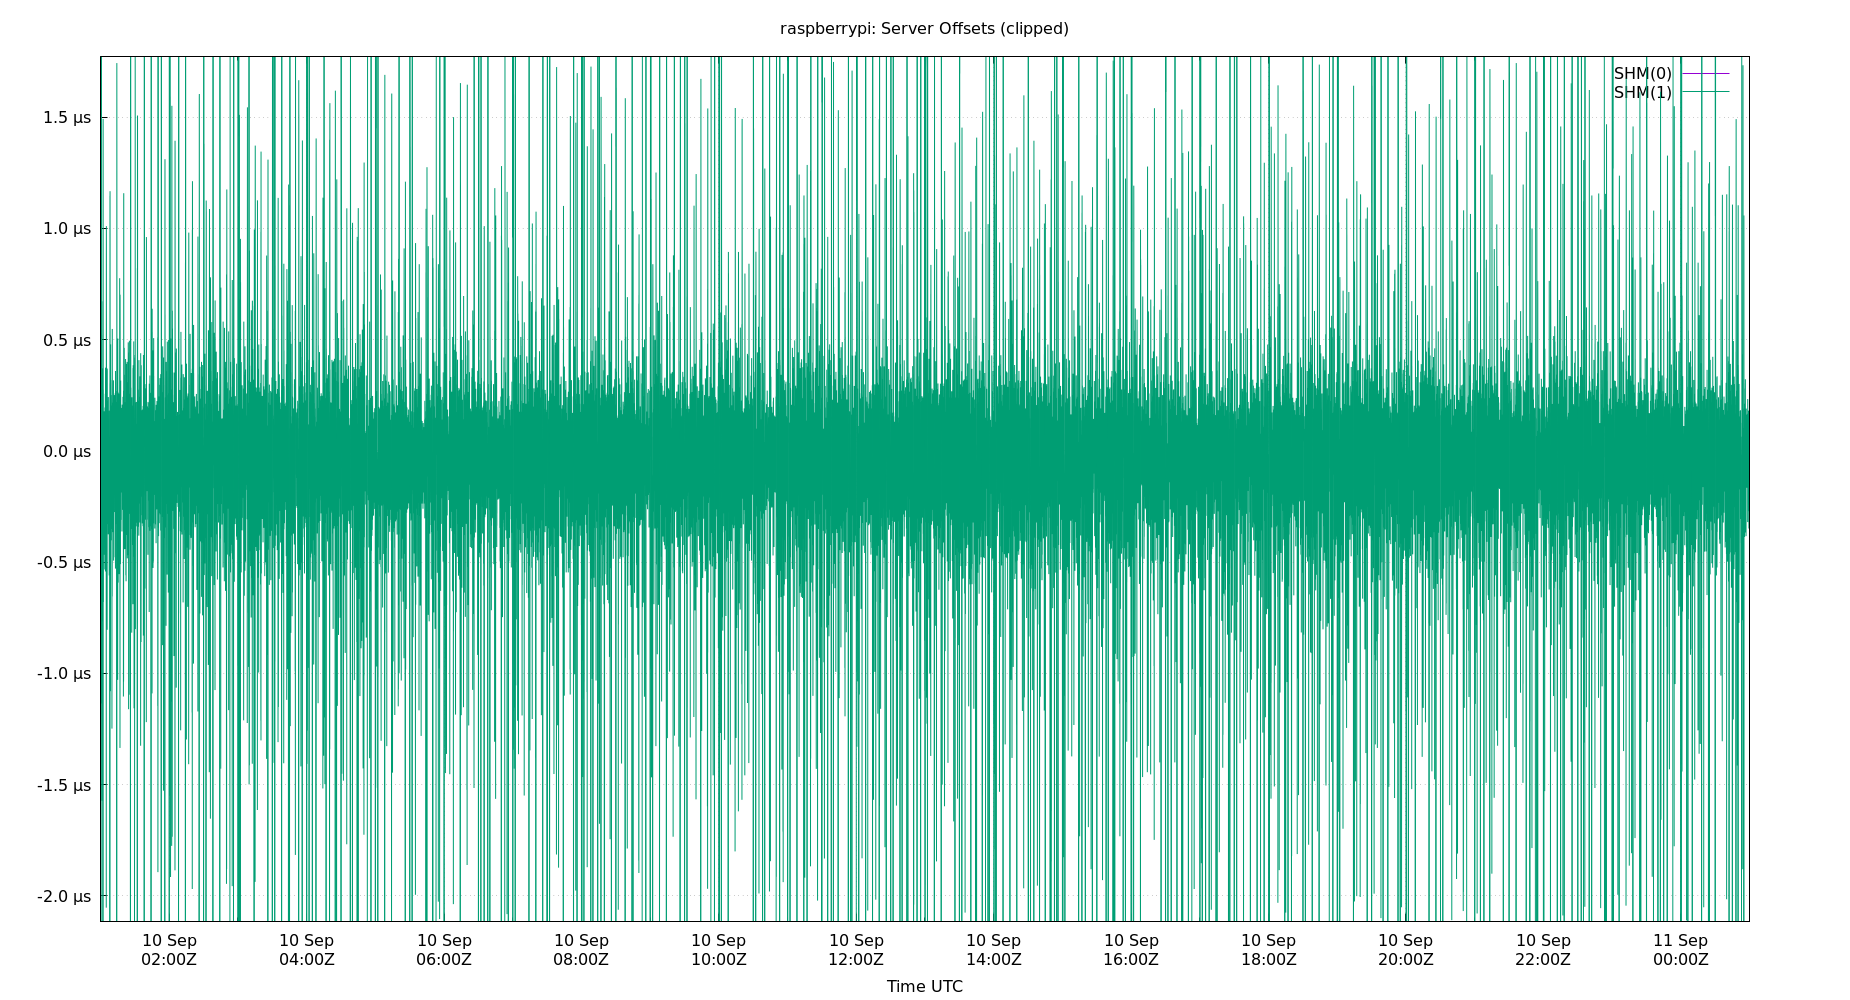 raspberrypi: Server Offsets (clipped)
SHM(0)
SHM(1)
1.5 µs
1.0 µs
0.5 µs
0.0 µs
-0.5 µs
-1.0 µs
-1.5 µs
-2.0 µs
10 Sep 10 Sep 10 Sep 10 Sep 10 Sep 10 Sep 10 Sep 10 Sep 10 Sep 10 Sep 10 Sep 11 Sep
02:00Z 04:00Z 06:00Z 08:00Z 10:00Z 12:00Z 14:00Z 16:00Z 18:00Z 20:00Z 22:00Z 00:00Z
Time UTC